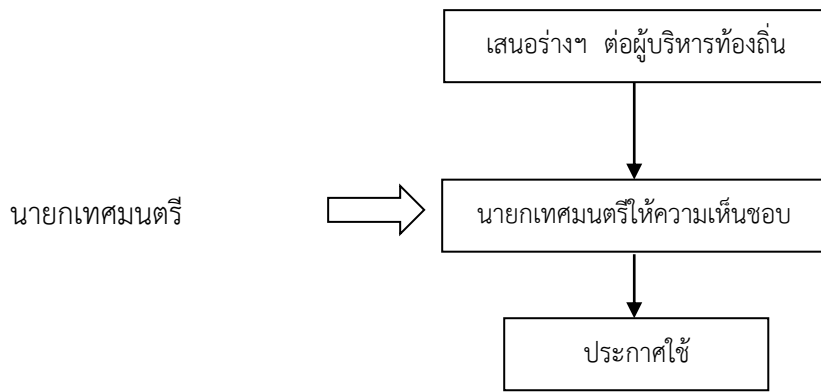 เสนอร่างฯ ต่อผู้บริหารท้องถิ่น
นายกเทศมนตรี
นายกเทศมนตรีให้ความเห็นชอบ
ประกาศใช้